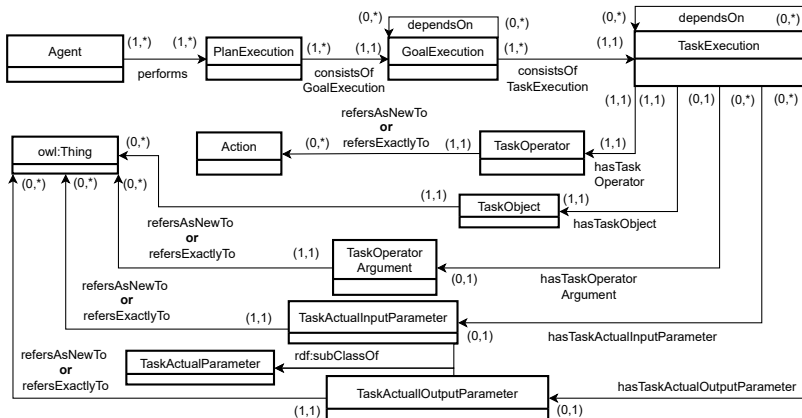 dependsOn
(0,*)
(0,*)
dependsOn
(0,*)
(0,*)
Agent
(1,*)
(1,*)
performs
PlanExecution
(1,*)
(1,1)
consistsOf
GoalExecution
GoalExecution
(1,*)
(1,1)
consistsOf
TaskExecution
TaskExecution
(1,1)
(1,1)
(0,1)
(0,*)
(0,*)
refersAsNewTo
or
refersExactlyTo
owl:Thing
(0,*)
Action
(0,*)
(1,1)
TaskOperator
(1,1)
hasTask
Operator
(0,*)
(0,*)
(0,*)
(1,1)
TaskObject
(1,1)
hasTaskObject
refersAsNewTo
or
refersExactlyTo
(1,1)
TaskOperator
Argument
(0,1)
hasTaskOperator
Argument
refersAsNewTo
or
refersExactlyTo
(1,1)
TaskActualInputParameter
(0,1)
hasTaskActualInputParameter
refersAsNewTo
or
refersExactlyTo
TaskActualParameter
rdf:subClassOf
(1,1)
TaskActuallOutputParameter
(0,1)
hasTaskActualOutputParameter